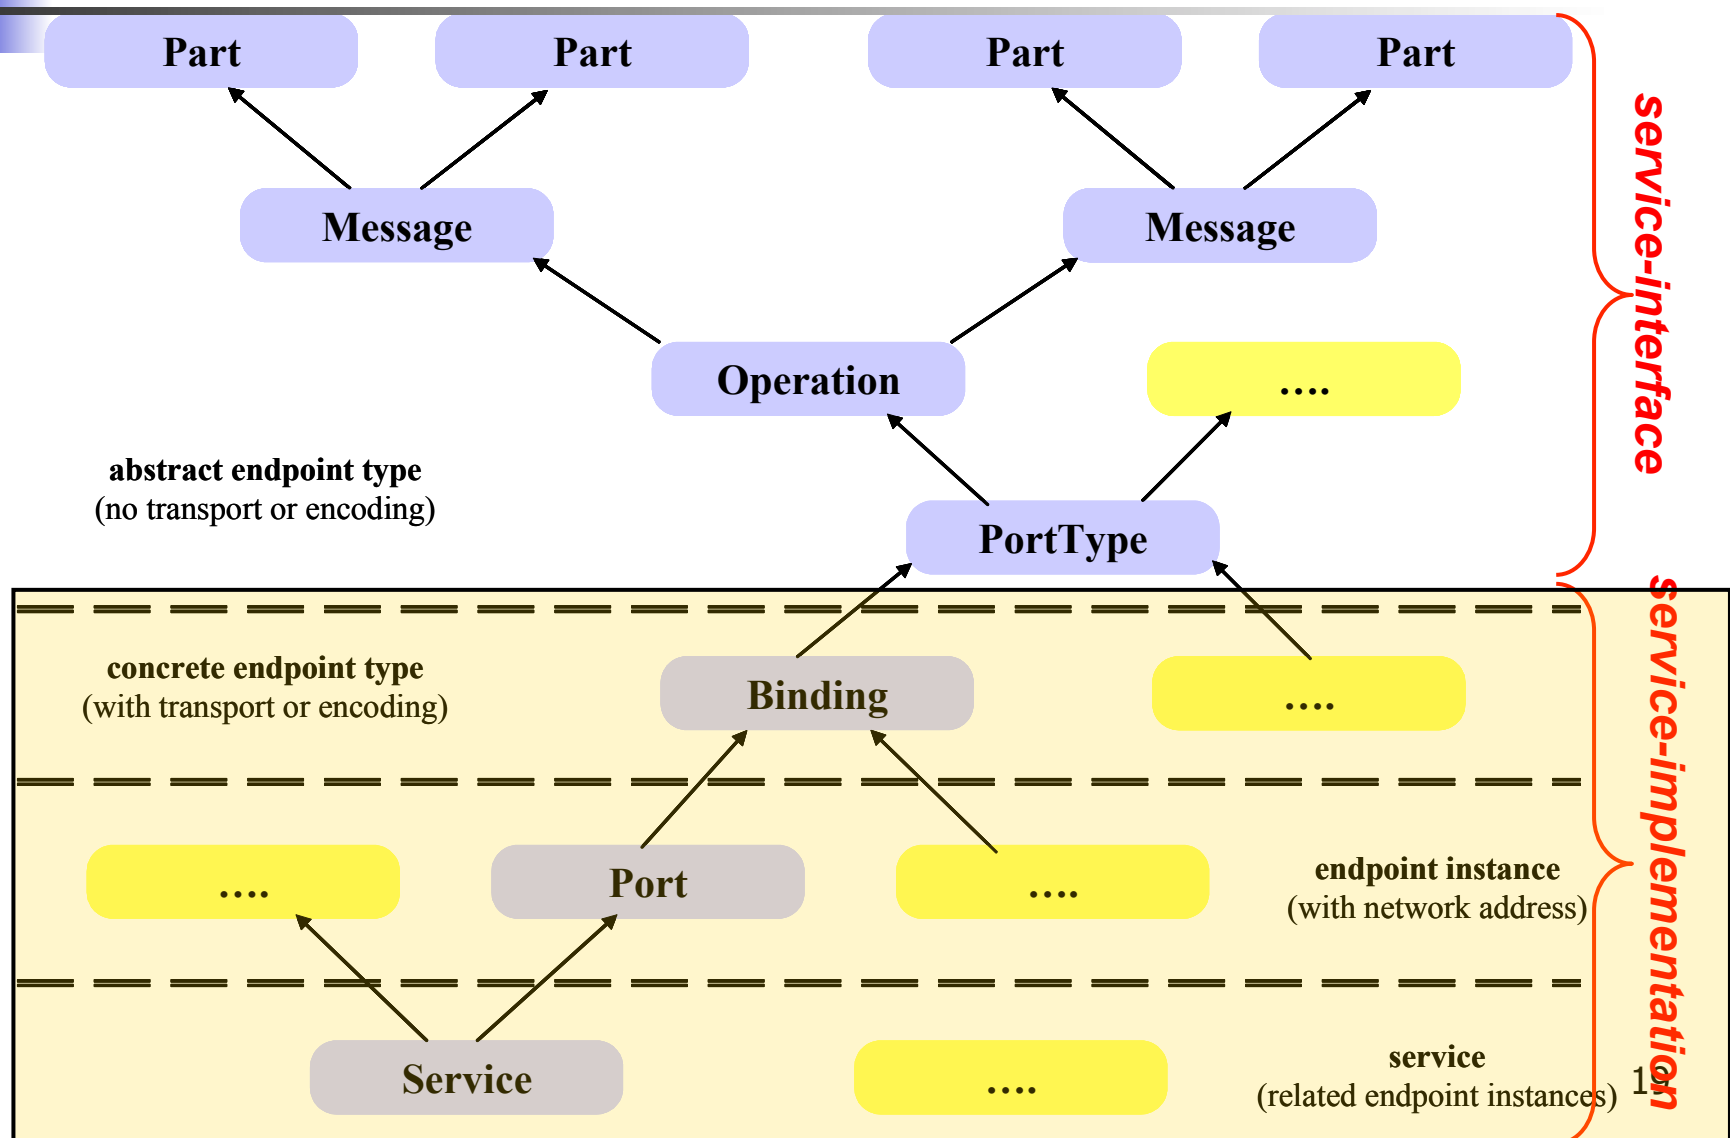 Part
Part
Part
Part
Message
Message
Operation
….
abstract endpoint type
(no transport or encoding)
PortType
service-interface
concrete endpoint type
(with transport or encoding)
Binding
….
….
Port
….
endpoint instance
(with network address)
Service
….
service
(related endpoint instances)
service-implementation
19